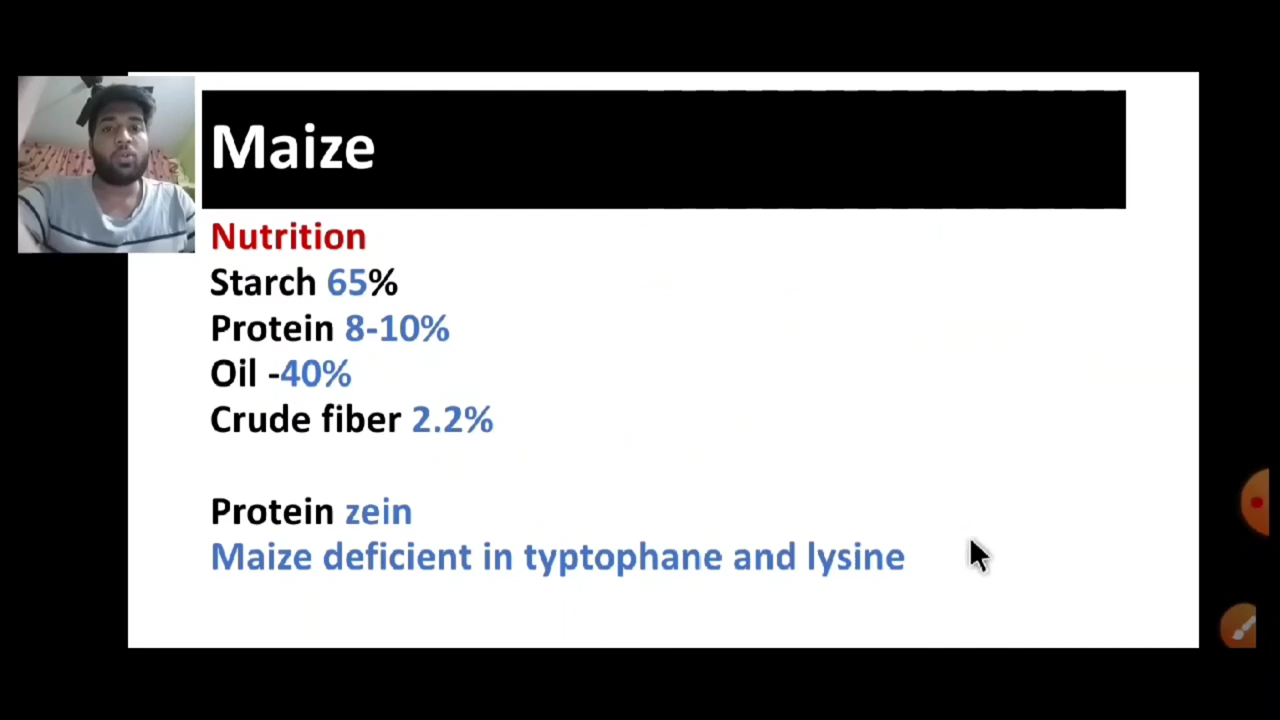 Maize
Nutrition
Starch 65%
Protein 8-10%
Oil -40%
Crude fiber 2.2%
Protein zein
Maize deficient in typtophane and lysine